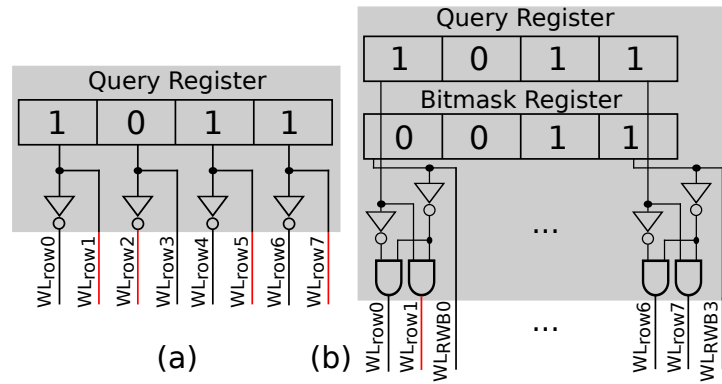 Query Register
1 0 1 1
WLrow0 WLrow1 WLrow2 WLrow3 WLrow4 WLrow5 WLrow6 WLrow7
(a)
Query Register
1 0 1 1
Bitmask Register
0 0 1 1
...
WLrow0 WLrow1 WLRWB0 ... WLrow6 WLrow7 WLRWB3
(b)